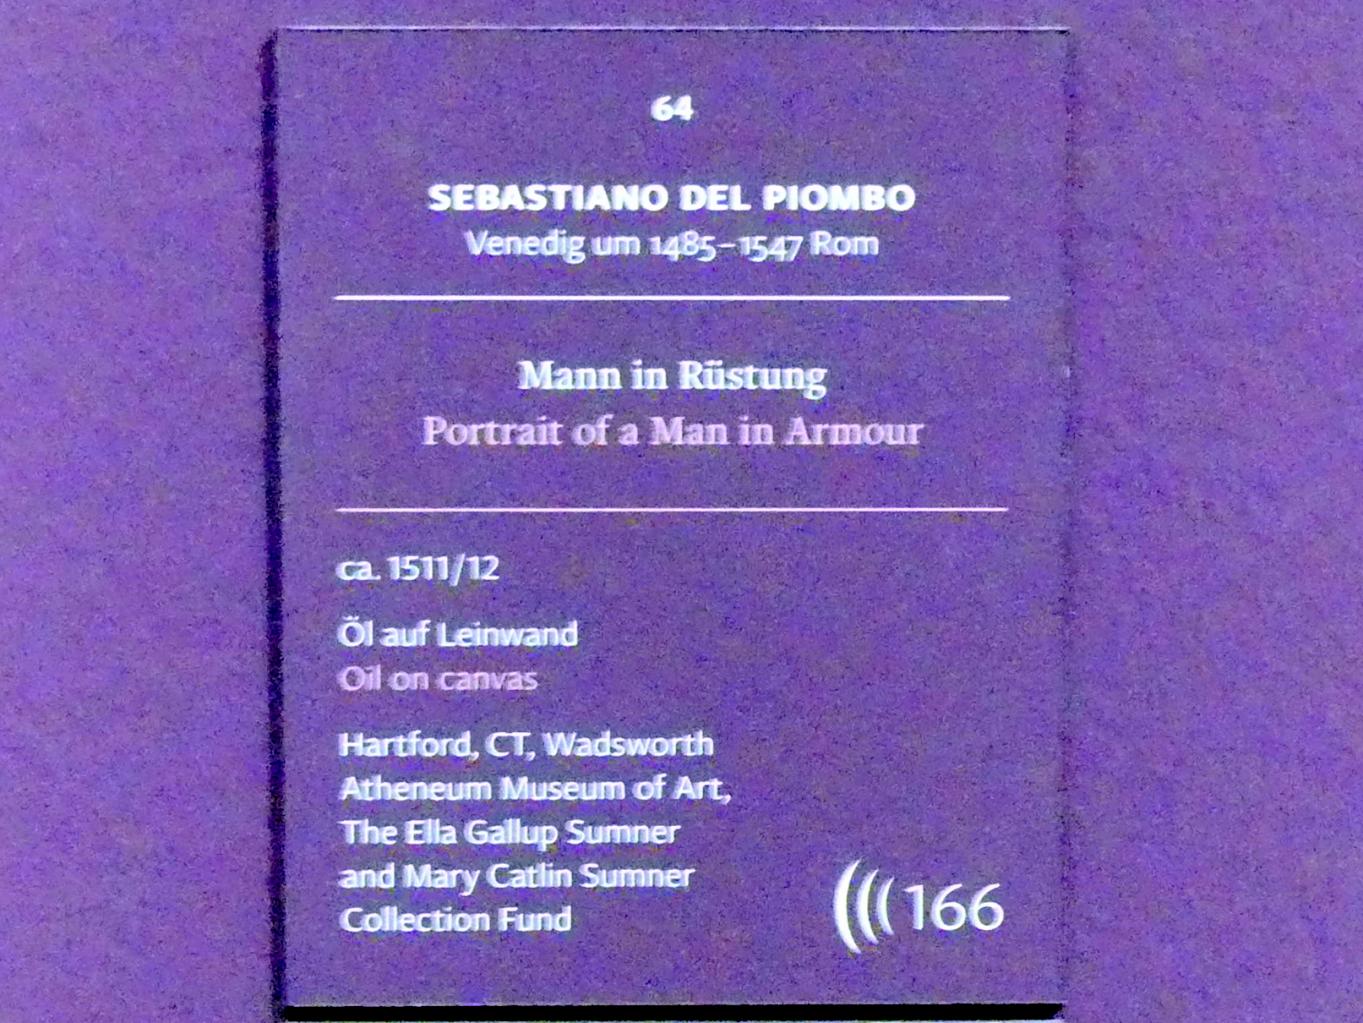 64
SEBASTIANO DEL PIOMBO
Venedig um 1485–1547 Rom
Mann in Rüstung
Portrait of a Man in Armour
ca. 1511/12
Öl auf Leinwand
Oil on canvas
Hartford, CT, Wadsworth
Atheneum Museum of Art,
The Ella Gallup Sumner
and Mary Catlin Sumner
Collection Fund
166